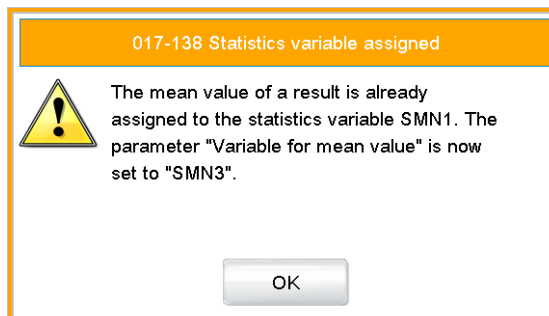 017-138 Statistics variable assigned
The mean value of a result is already
assigned to the statistics variable SMN1. The
parameter "Variable for mean value" is now
set to "SMN3".
OK